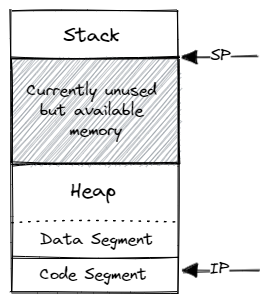 Stack
SP
Currently unused
but available
memory
Heap
Data Segment
Code Segment
IP